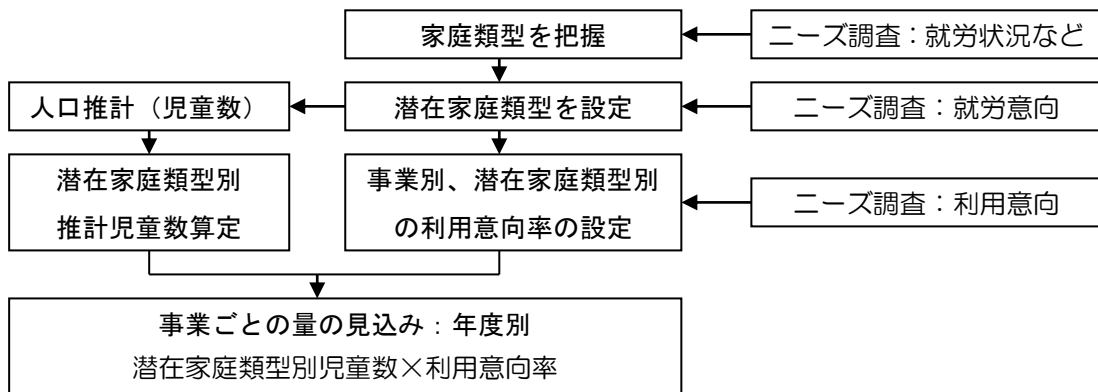 家庭類型を把握
ニーズ調査：就労状況など
人口推計（児童数）
潜在家庭類型を設定
ニーズ調査：就労意向
潜在家庭類型別
推計児童数算定
事業別、潜在家庭類型別
の利用意向率の設定
ニーズ調査：利用意向
事業ごとの量の見込み：年度別
潜在家庭類型別児童数×利用意向率